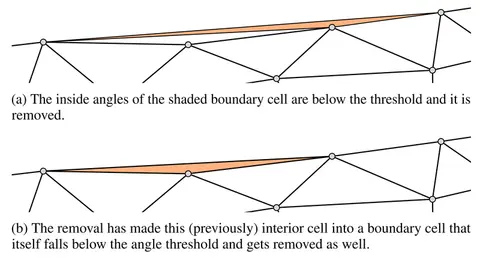 (a) The inside angles of the shaded boundary cell are below the threshold and it is
removed.
(b) The removal has made this (previously) interior cell into a boundary cell that
itself falls below the angle threshold and gets removed as well.